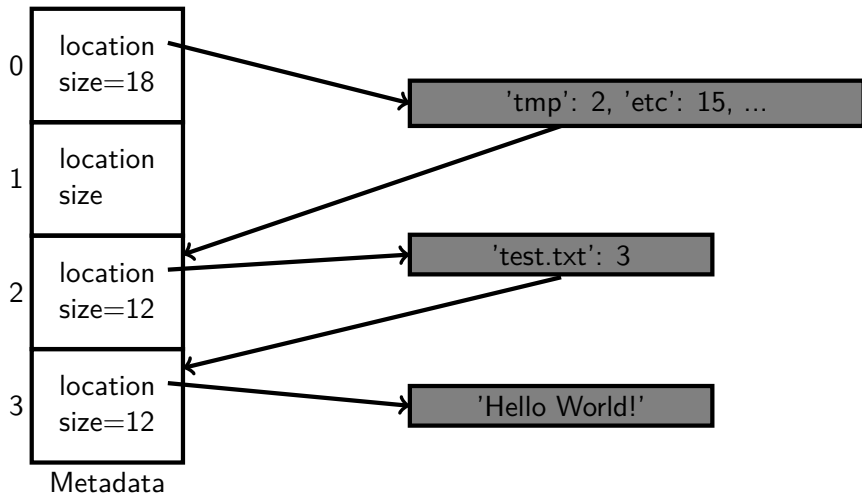 0
location
size=18
'tmp': 2, 'etc': 15, ...
1
location
size
2
location
size=12
'test.txt': 3
3
location
size=12
'Hello World!'
Metadata